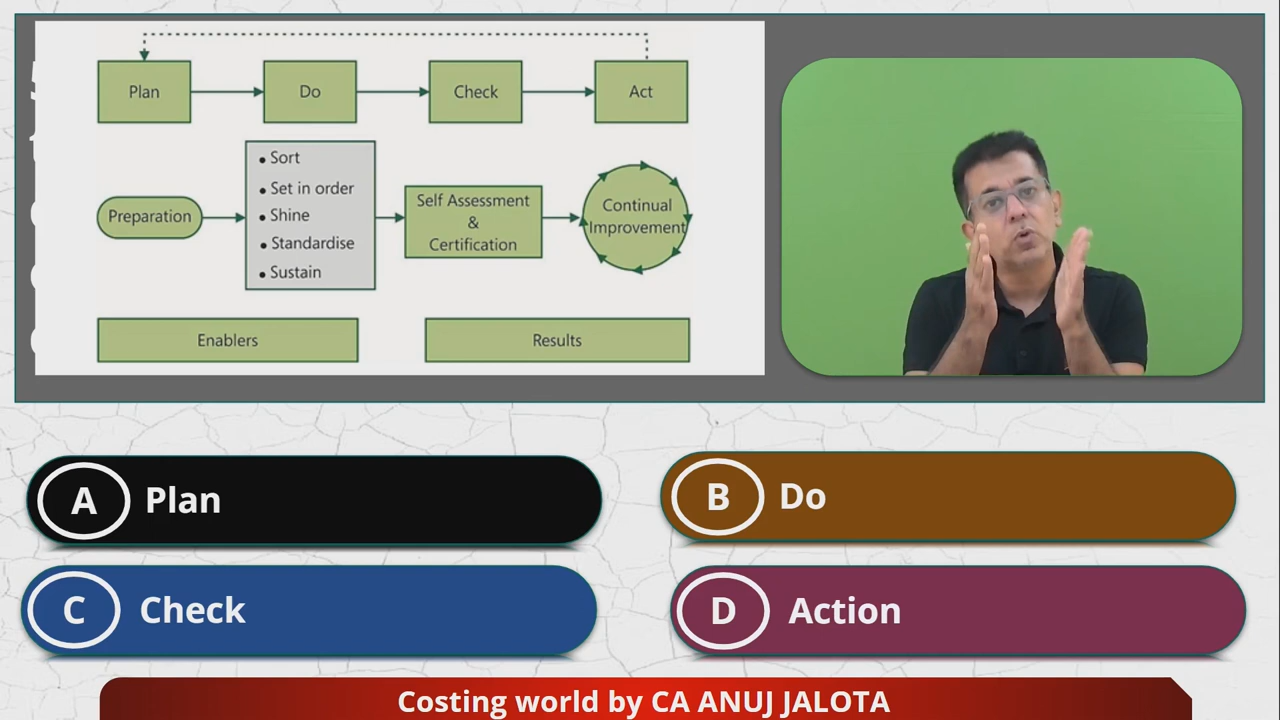 Plan
Do
Check
Act
Preparation
• Sort
• Set in order
• Shine
• Standardise
• Sustain
Self Assessment
&
Certification
Continual
Improvement
Enablers
Results
A Plan
B Do
C Check
D Action
Costing world by CA ANUJ JALOTA